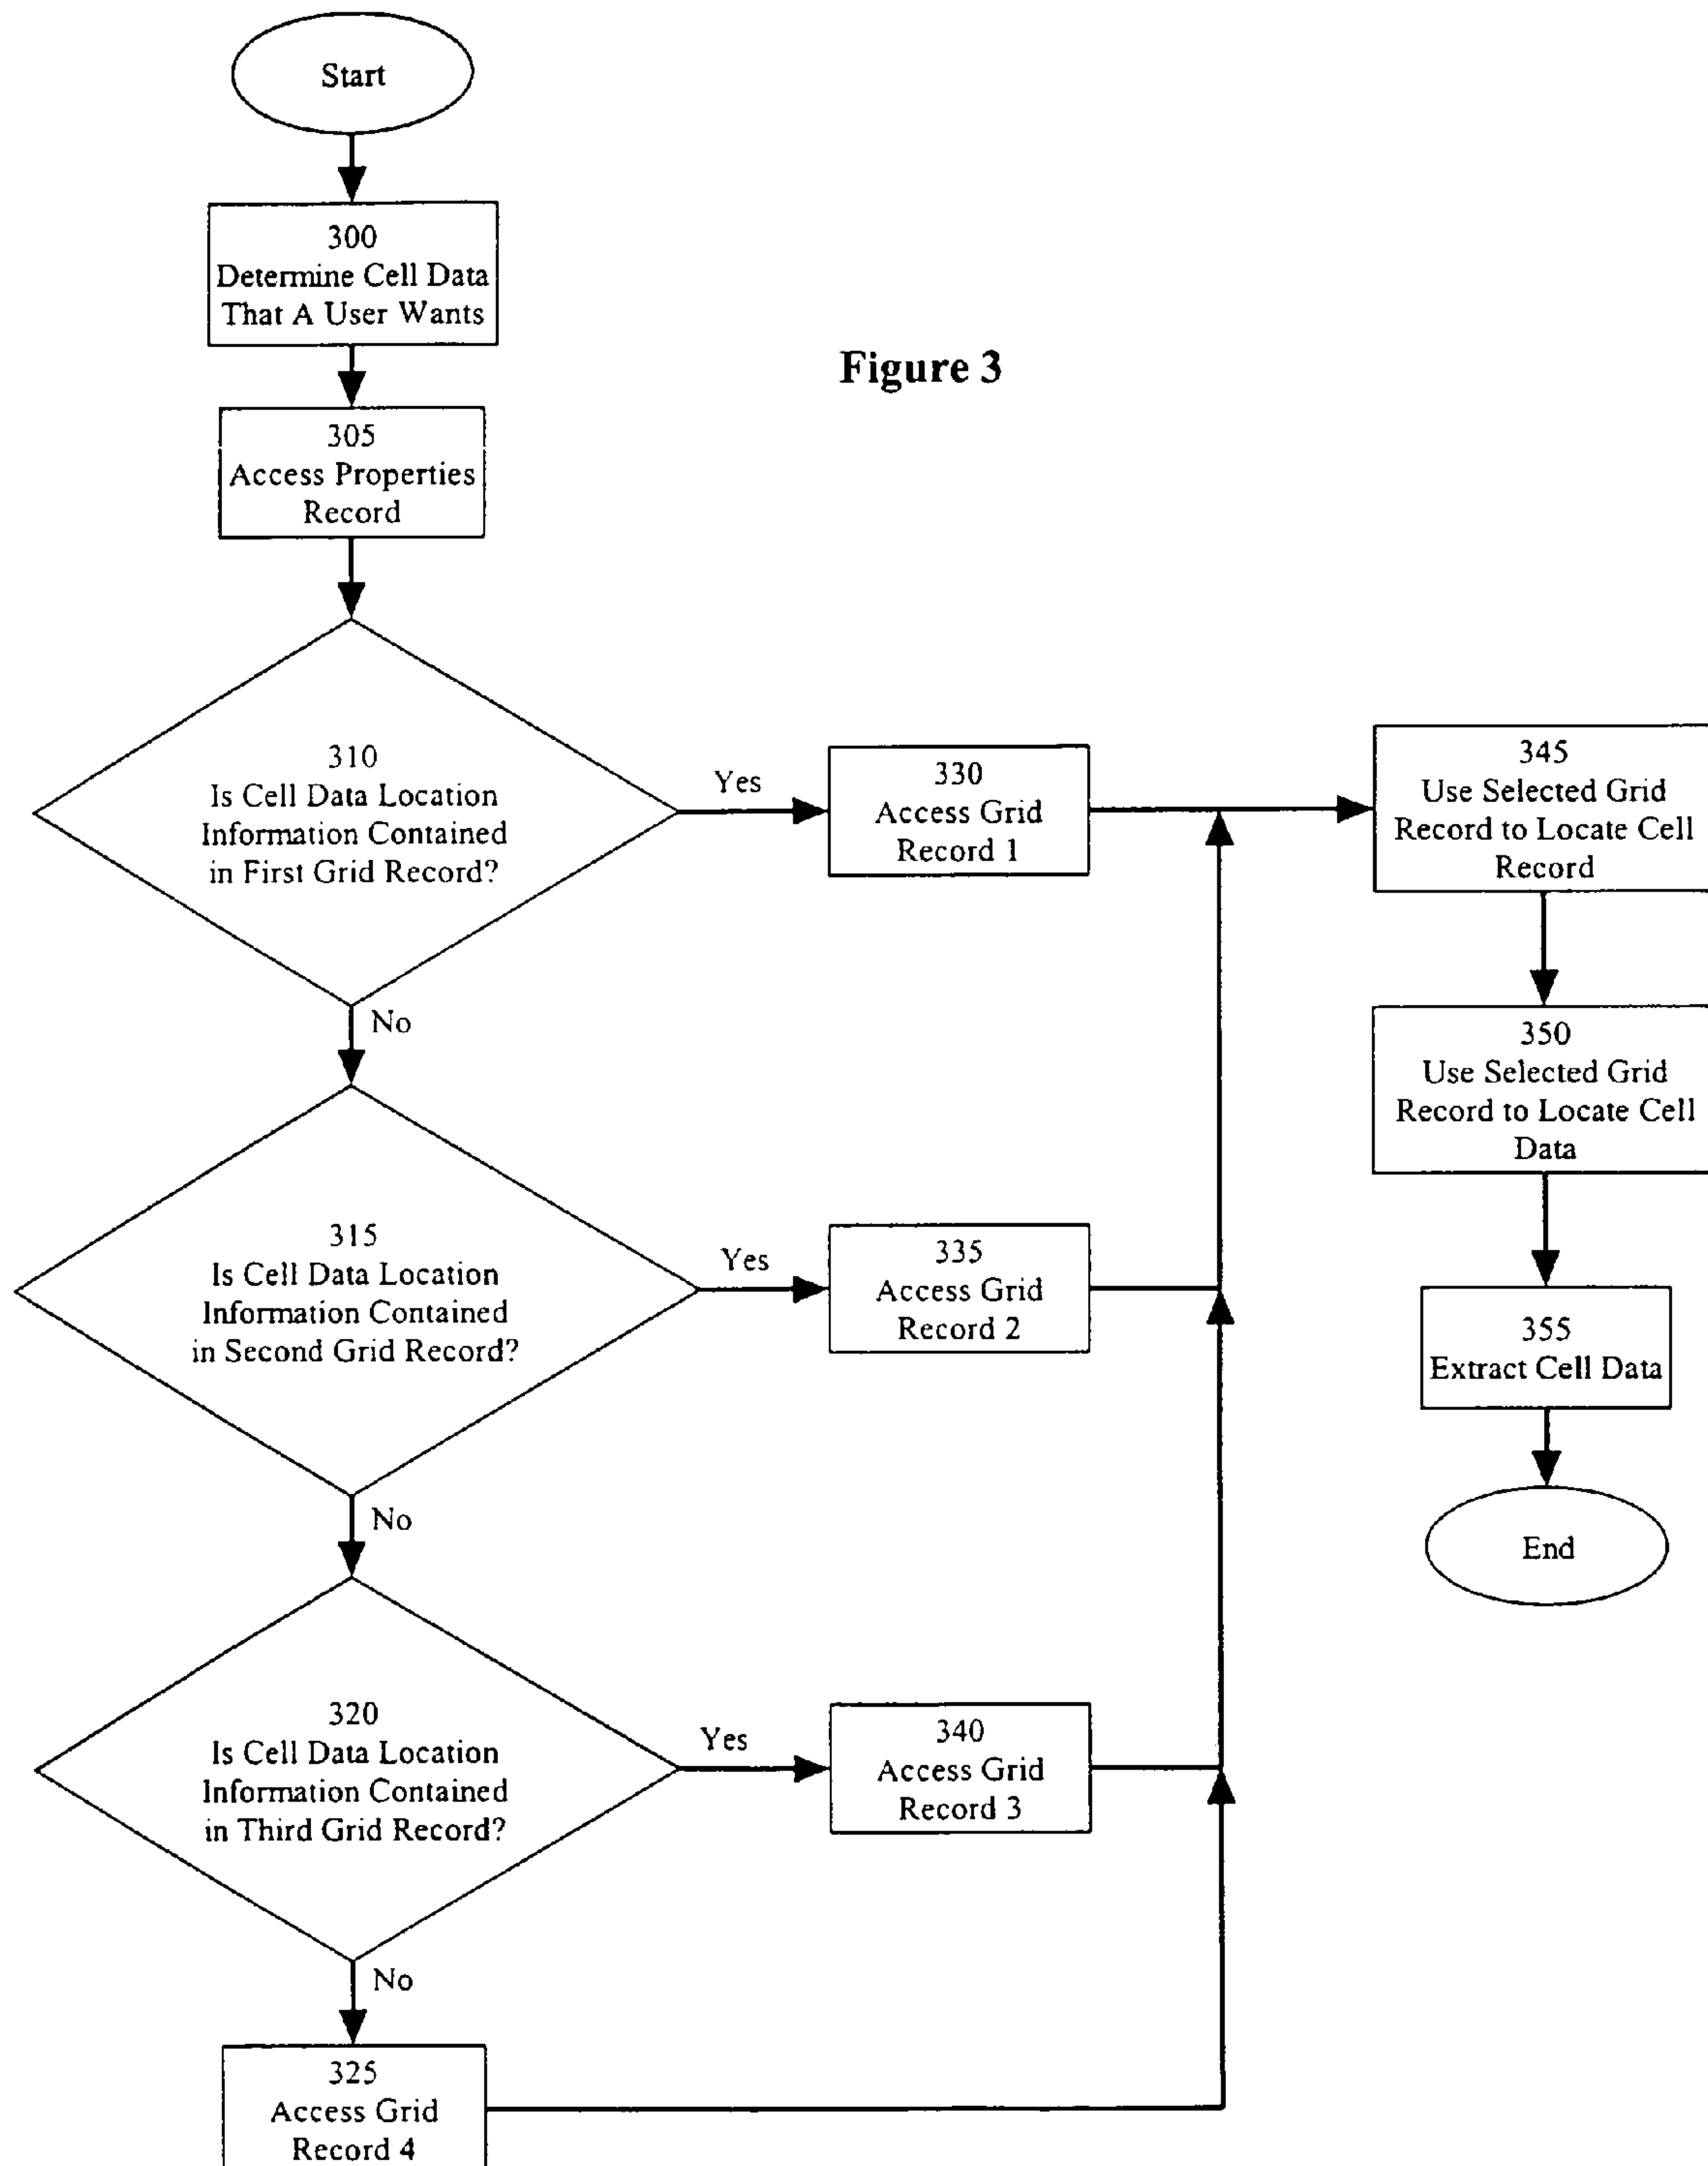 Start
300
Determine Cell Data
That A User Wants
Figure 3
305
Access Properties
Record
310
Is Cell Data Location
Information Contained
in First Grid Record?
Yes
330
Access Grid
Record 1
345
Use Selected Grid
Record to Locate Cell
Record
No
350
Use Selected Grid
Record to Locate Cell
Data
315
Is Cell Data Location
Information Contained
in Second Grid Record?
Yes
335
Access Grid
Record 2
355
Extract Cell Data
No
End
320
Is Cell Data Location
Information Contained
in Third Grid Record?
Yes
340
Access Grid
Record 3
No
325
Access Grid
Record 4